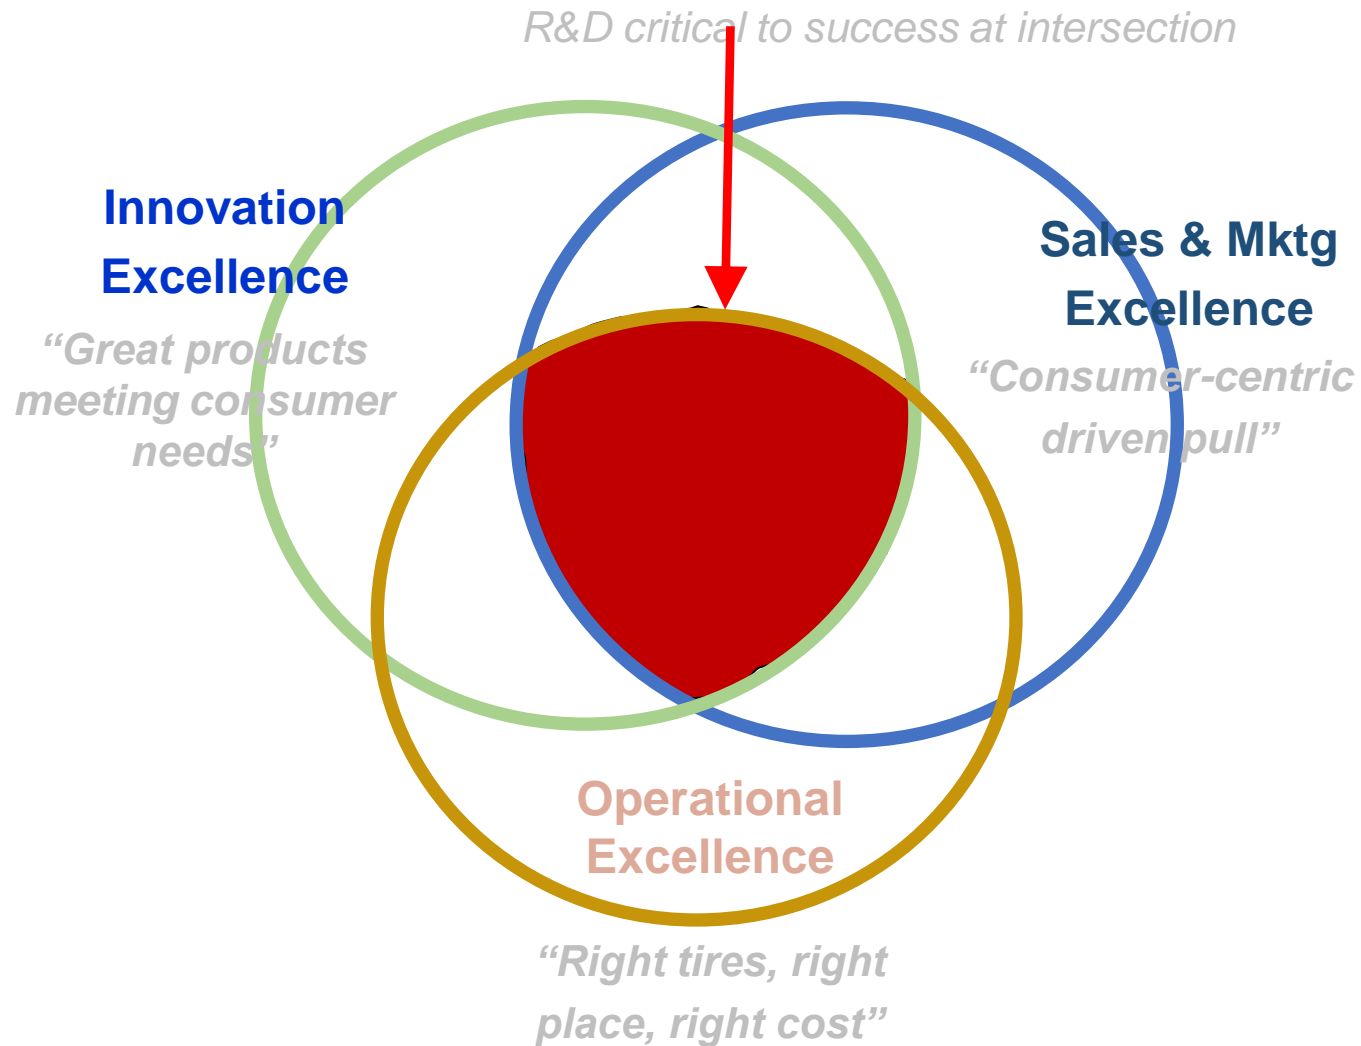 R&D critical to success at intersection
Innovation
Excellence
“Great products
meeting consumer
needs”
Sales & Mktg
Excellence
“Consumer-centric
driven pull”
Operational
Excellence
“Right tires, right
place, right cost”